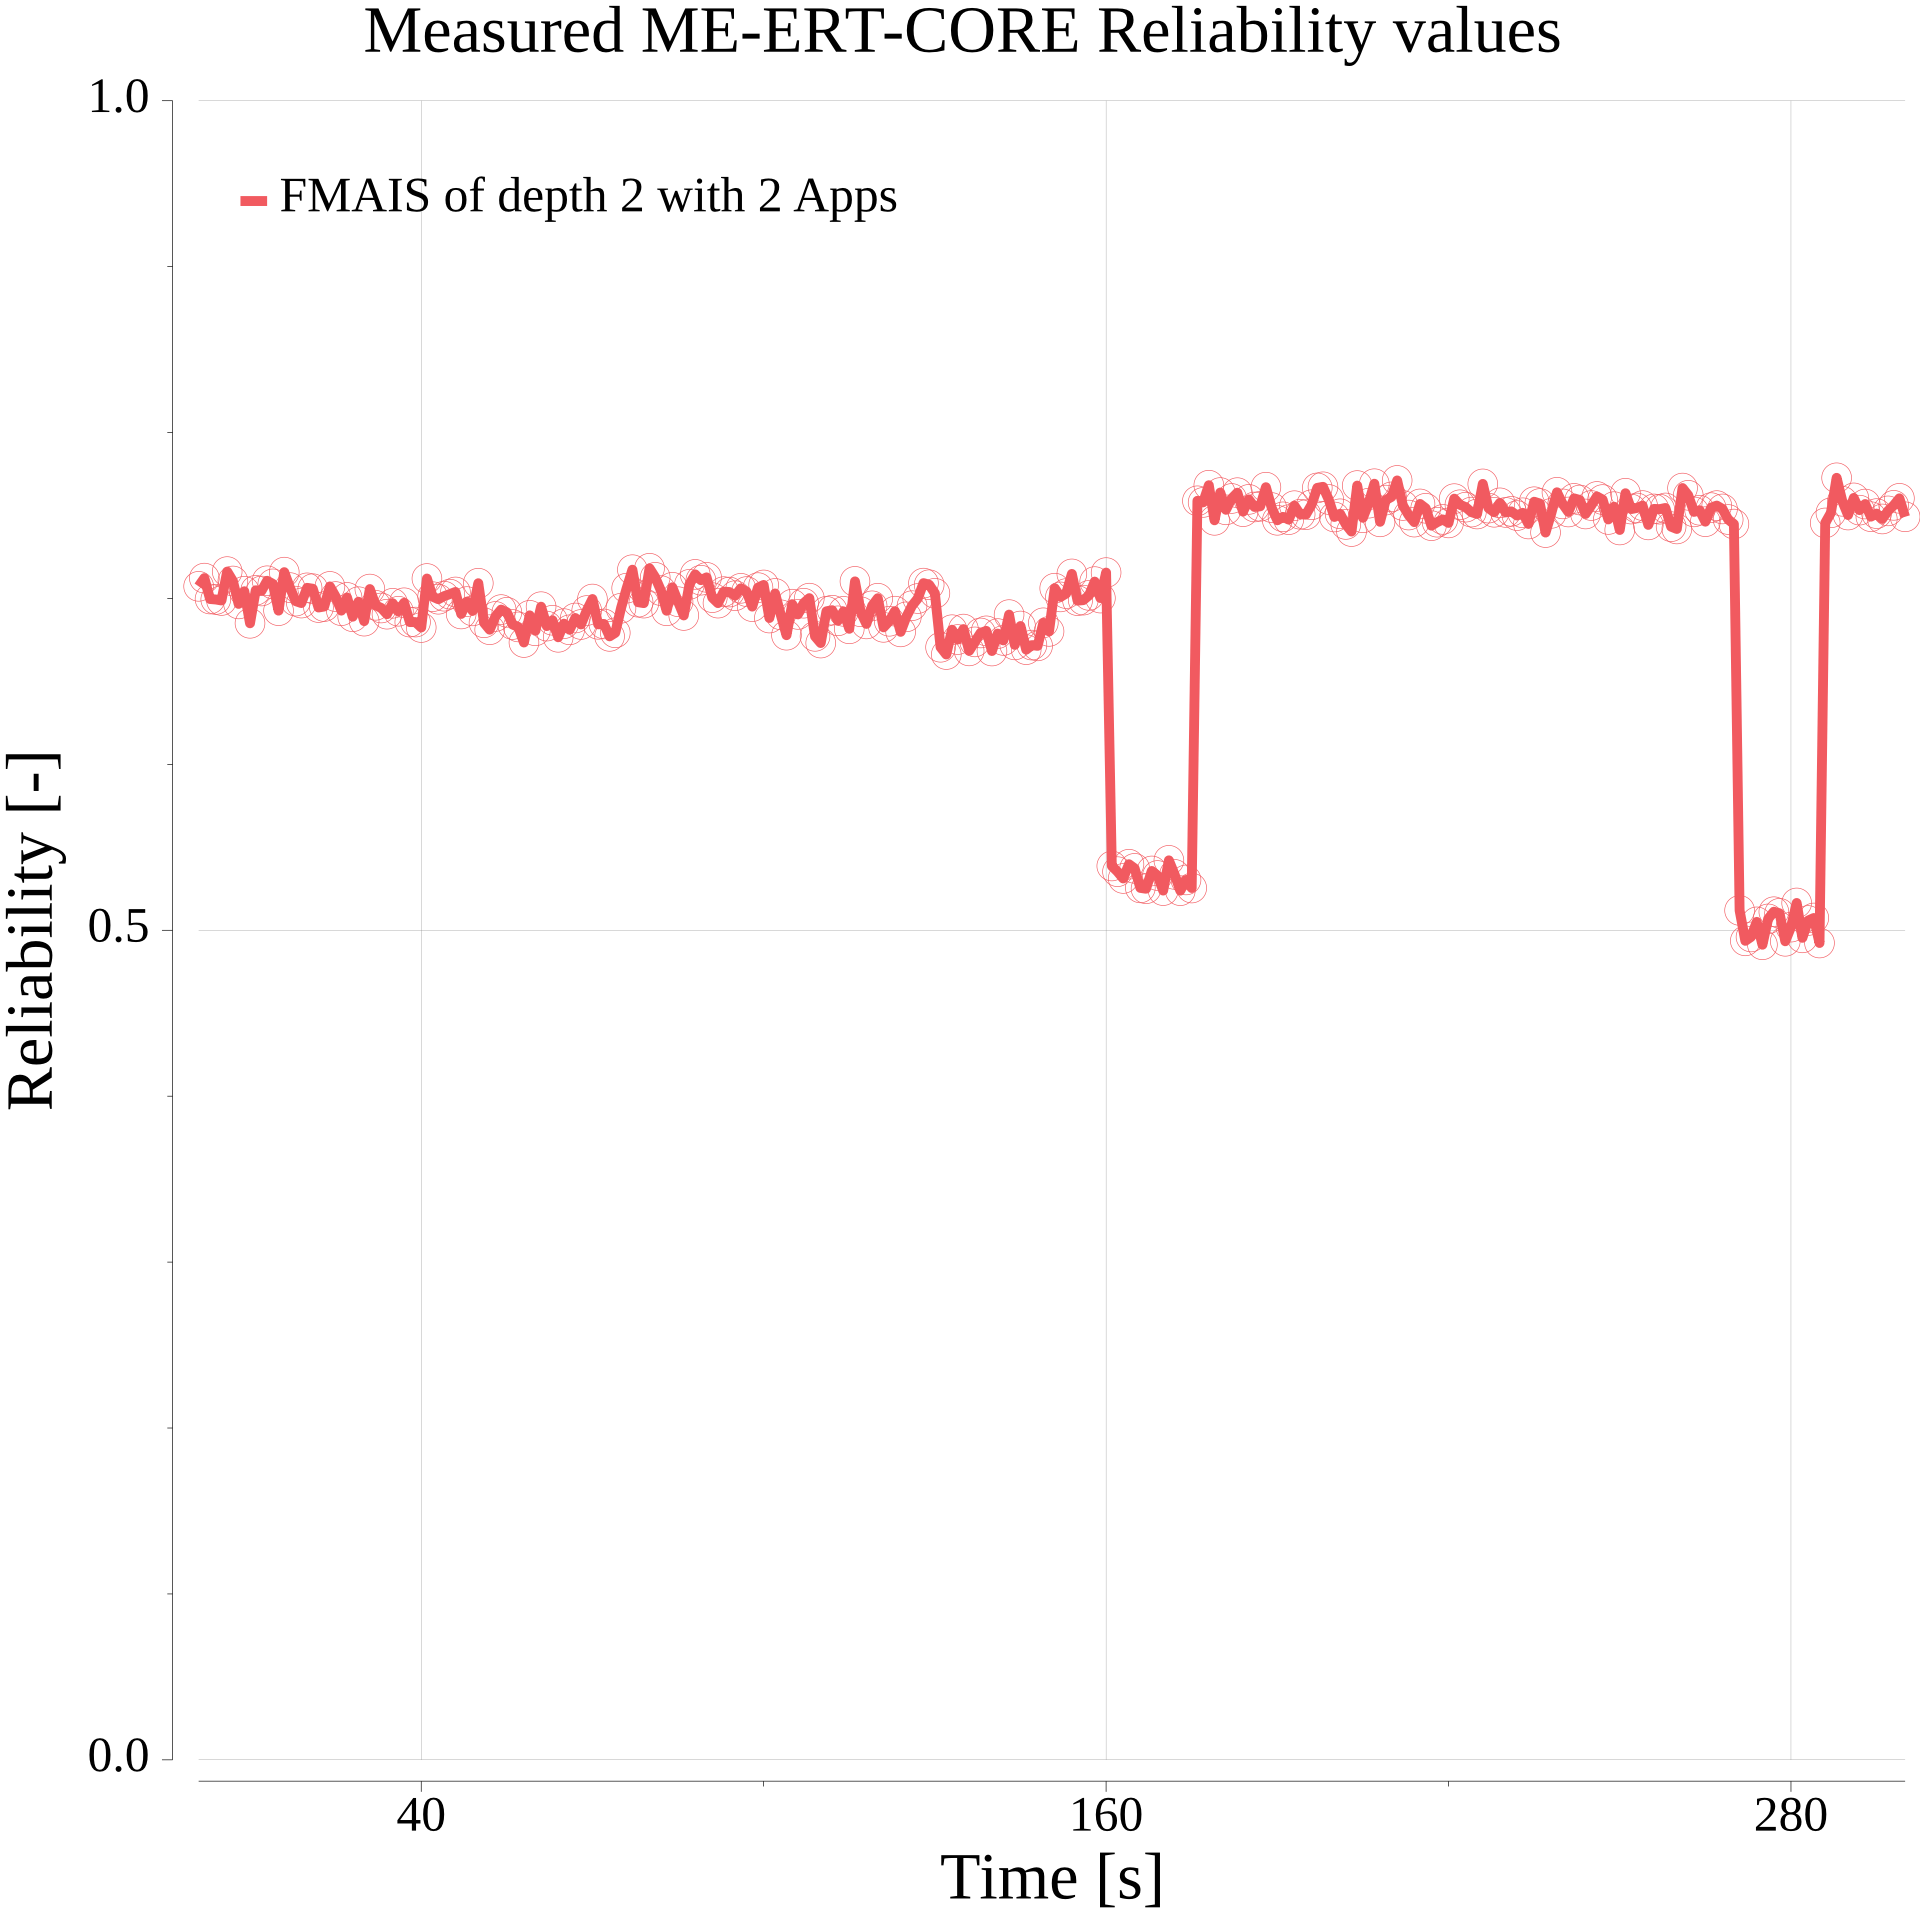 Measured ME-ERT-CORE Reliability values
1.0
FMAIS of depth 2 with 2 Apps
Reliability [-]
0.5
0.0
40
160
280
Time [s]